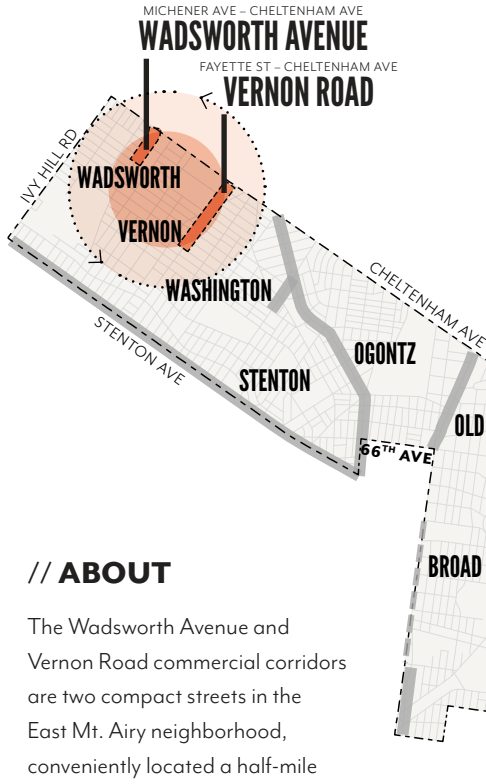 MICHENER AVE – CHELTENHAM AVE
WADSWORTH AVENUE
FAYETTE ST – CHELTENHAM AVE
VERNON ROAD
IVY HILL RD
WADSWORTH
VERNON
WASHINGTON
CHELTENHAM AVE
STENTON AVE
OGONTZ
STENTON
OLD
66TH AVE
BROAD
// ABOUT
The Wadsworth Avenue and
Vernon Road commercial corridors
are two compact streets in the
East Mt. Airy neighborhood,
conveniently located a half-mile